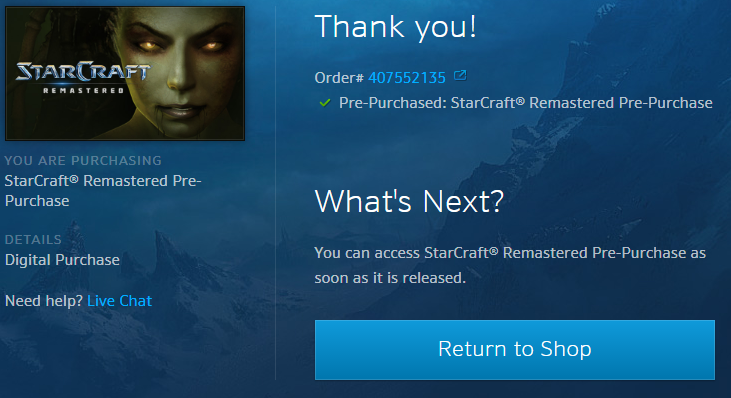 STARCRAFT
REMASTERED
YOU ARE PURCHASING
StarCraft® Remastered Pre-
Purchase
DETAILS
Digital Purchase
Need help? Live Chat
Thank you!
Order# 407552135
Pre-Purchased: StarCraft® Remastered Pre-Purchase
What's Next?
You can access StarCraft® Remastered Pre-Purchase as
soon as it is released.
Return to Shop